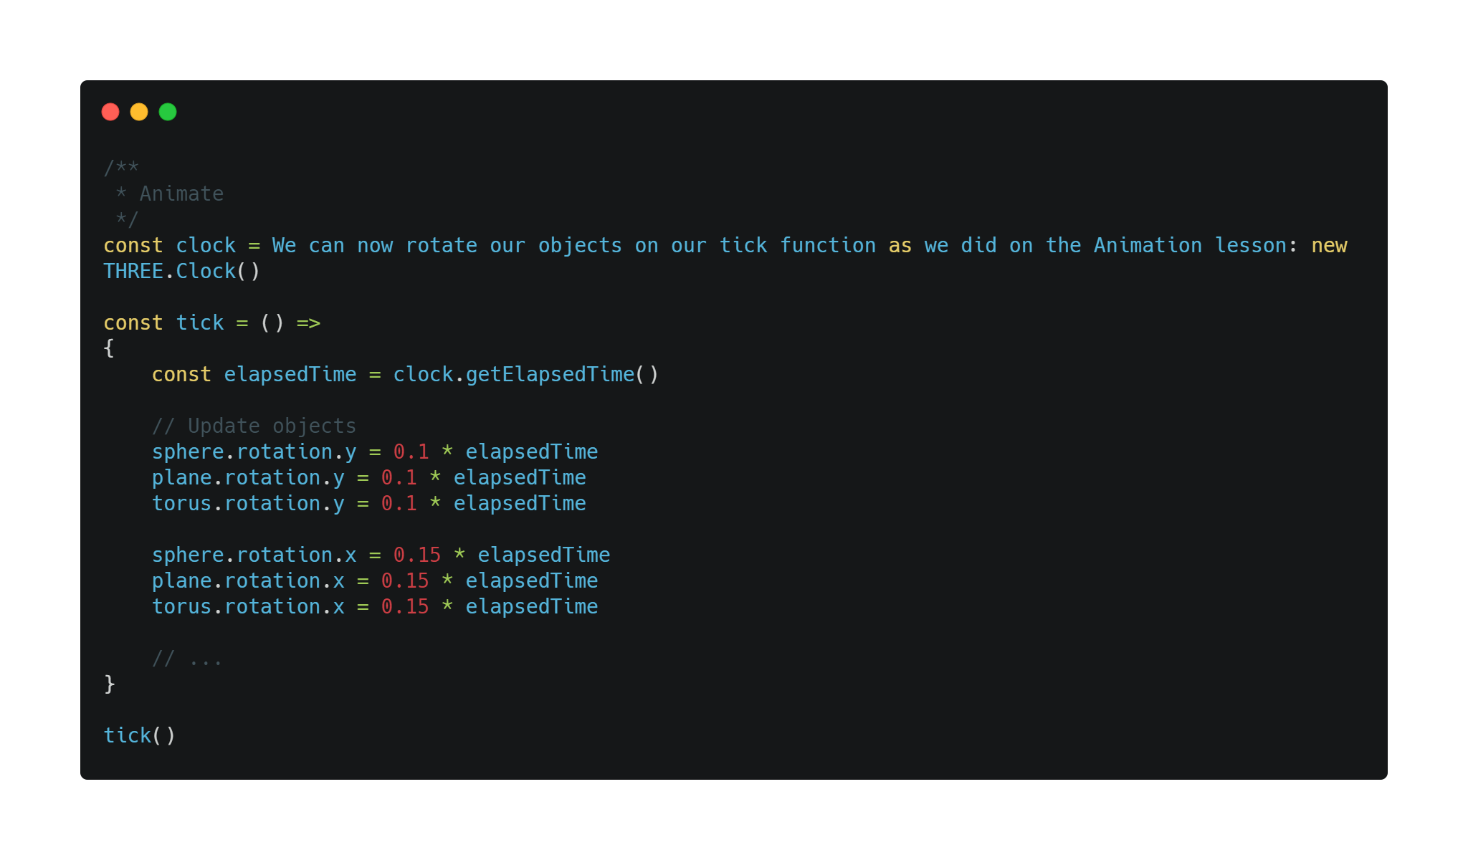 /**
 * Animate
 */
const clock = We can now rotate our objects on our tick function as we did on the Animation lesson: new
THREE.Clock()

const tick = () =>
{
    const elapsedTime = clock.getElapsedTime()

    // Update objects
    sphere.rotation.y = 0.1 * elapsedTime
    plane.rotation.y = 0.1 * elapsedTime
    torus.rotation.y = 0.1 * elapsedTime

    sphere.rotation.x = 0.15 * elapsedTime
    plane.rotation.x = 0.15 * elapsedTime
    torus.rotation.x = 0.15 * elapsedTime

    // ...
}

tick()